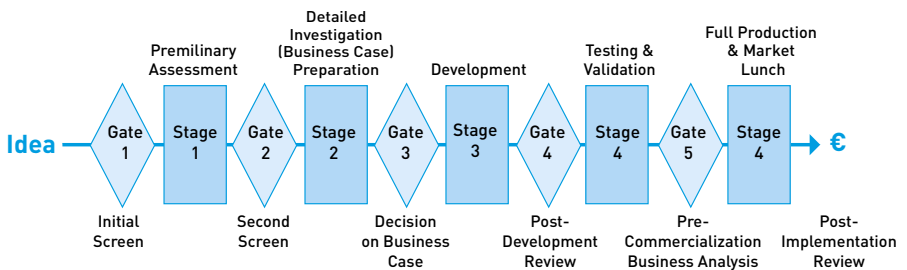 Premilinary
Assessment
Detailed
Investigation
(Business Case)
Preparation
Development
Testing &
Validation
Full Production
& Market
Lunch
Idea
Gate
1
Stage
1
Gate
2
Stage
2
Gate
3
Stage
3
Gate
4
Stage
4
Gate
5
Stage
4
€
Initial
Screen
Second
Screen
Decision
on Business
Case
Post-
Development
Review
Pre-
Commercialization
Business Analysis
Post-
Implementation
Review